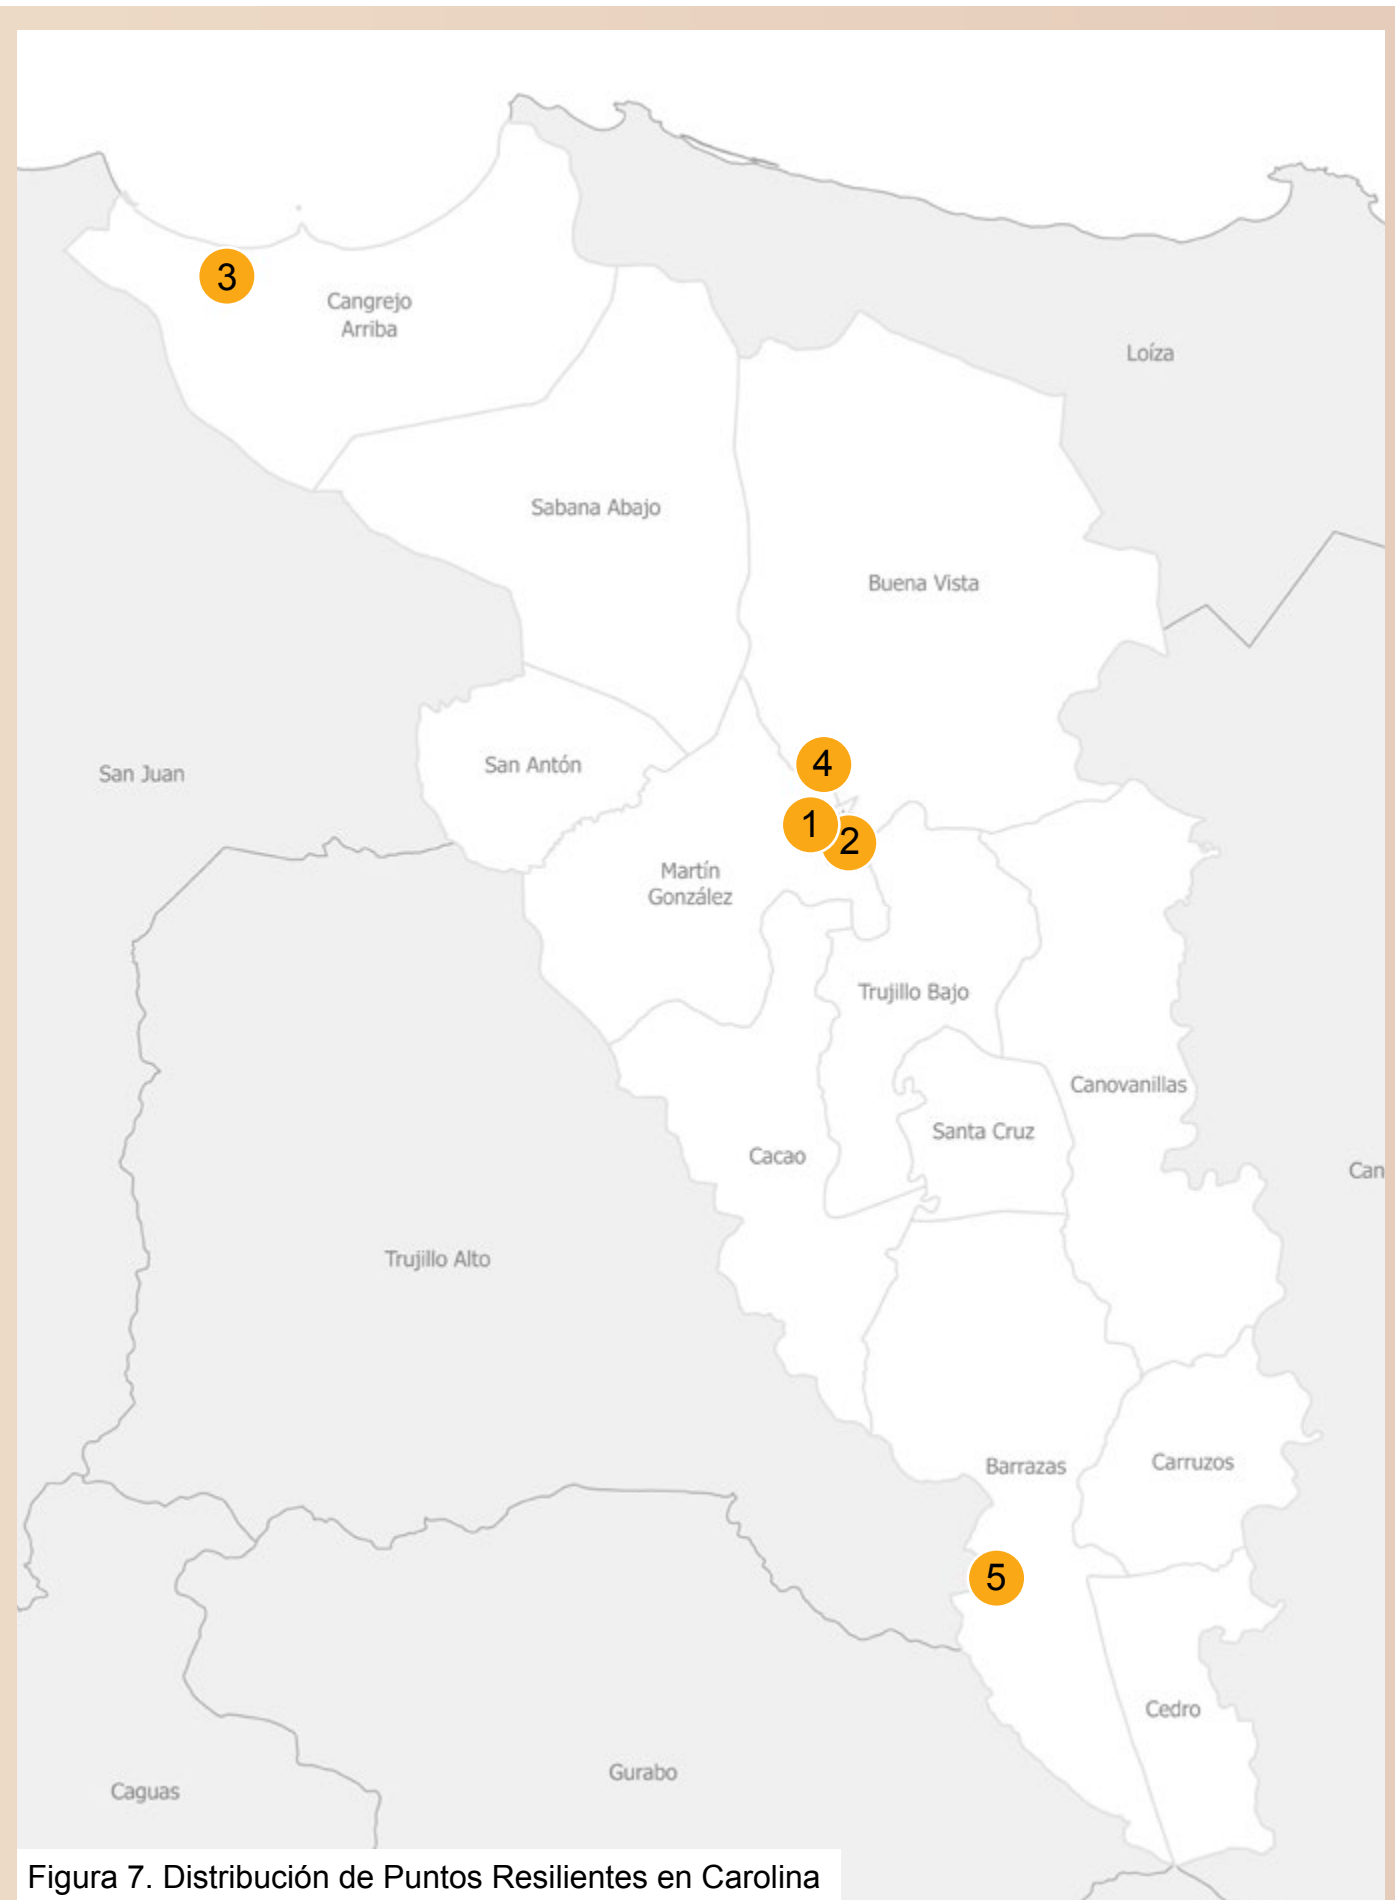 3
Cangrejo
Arriba
Loíza
Sabana Abajo
Buena Vista
San Juan
San Antón
4
1
2
Martín
González
Trujillo Bajo
Canovanillas
Santa Cruz
Cacao
Can
Trujillo Alto
Barrazas
Carruzos
5
Cedro
Gurabo
Caguas
Figura 7. Distribución de Puntos Resilientes en Carolina